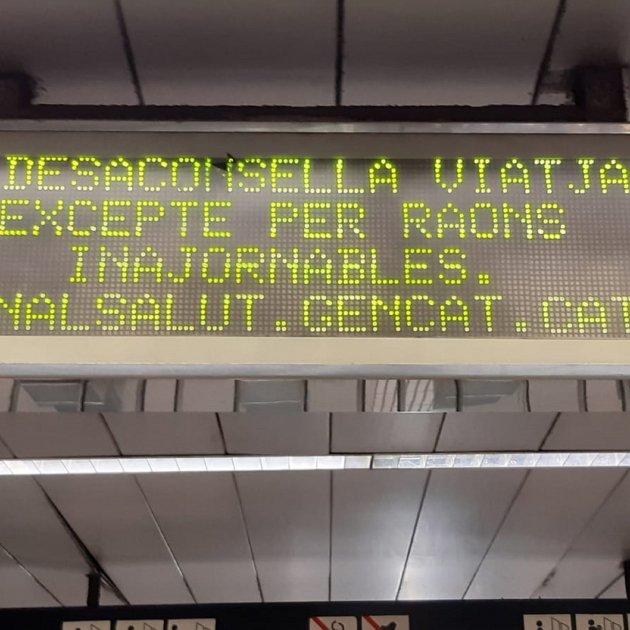 DESACONSELLA VIATJA
EXCEPTE PER RAONS
INAJORNABLES.
NALSALUT.GENCAT.CAT